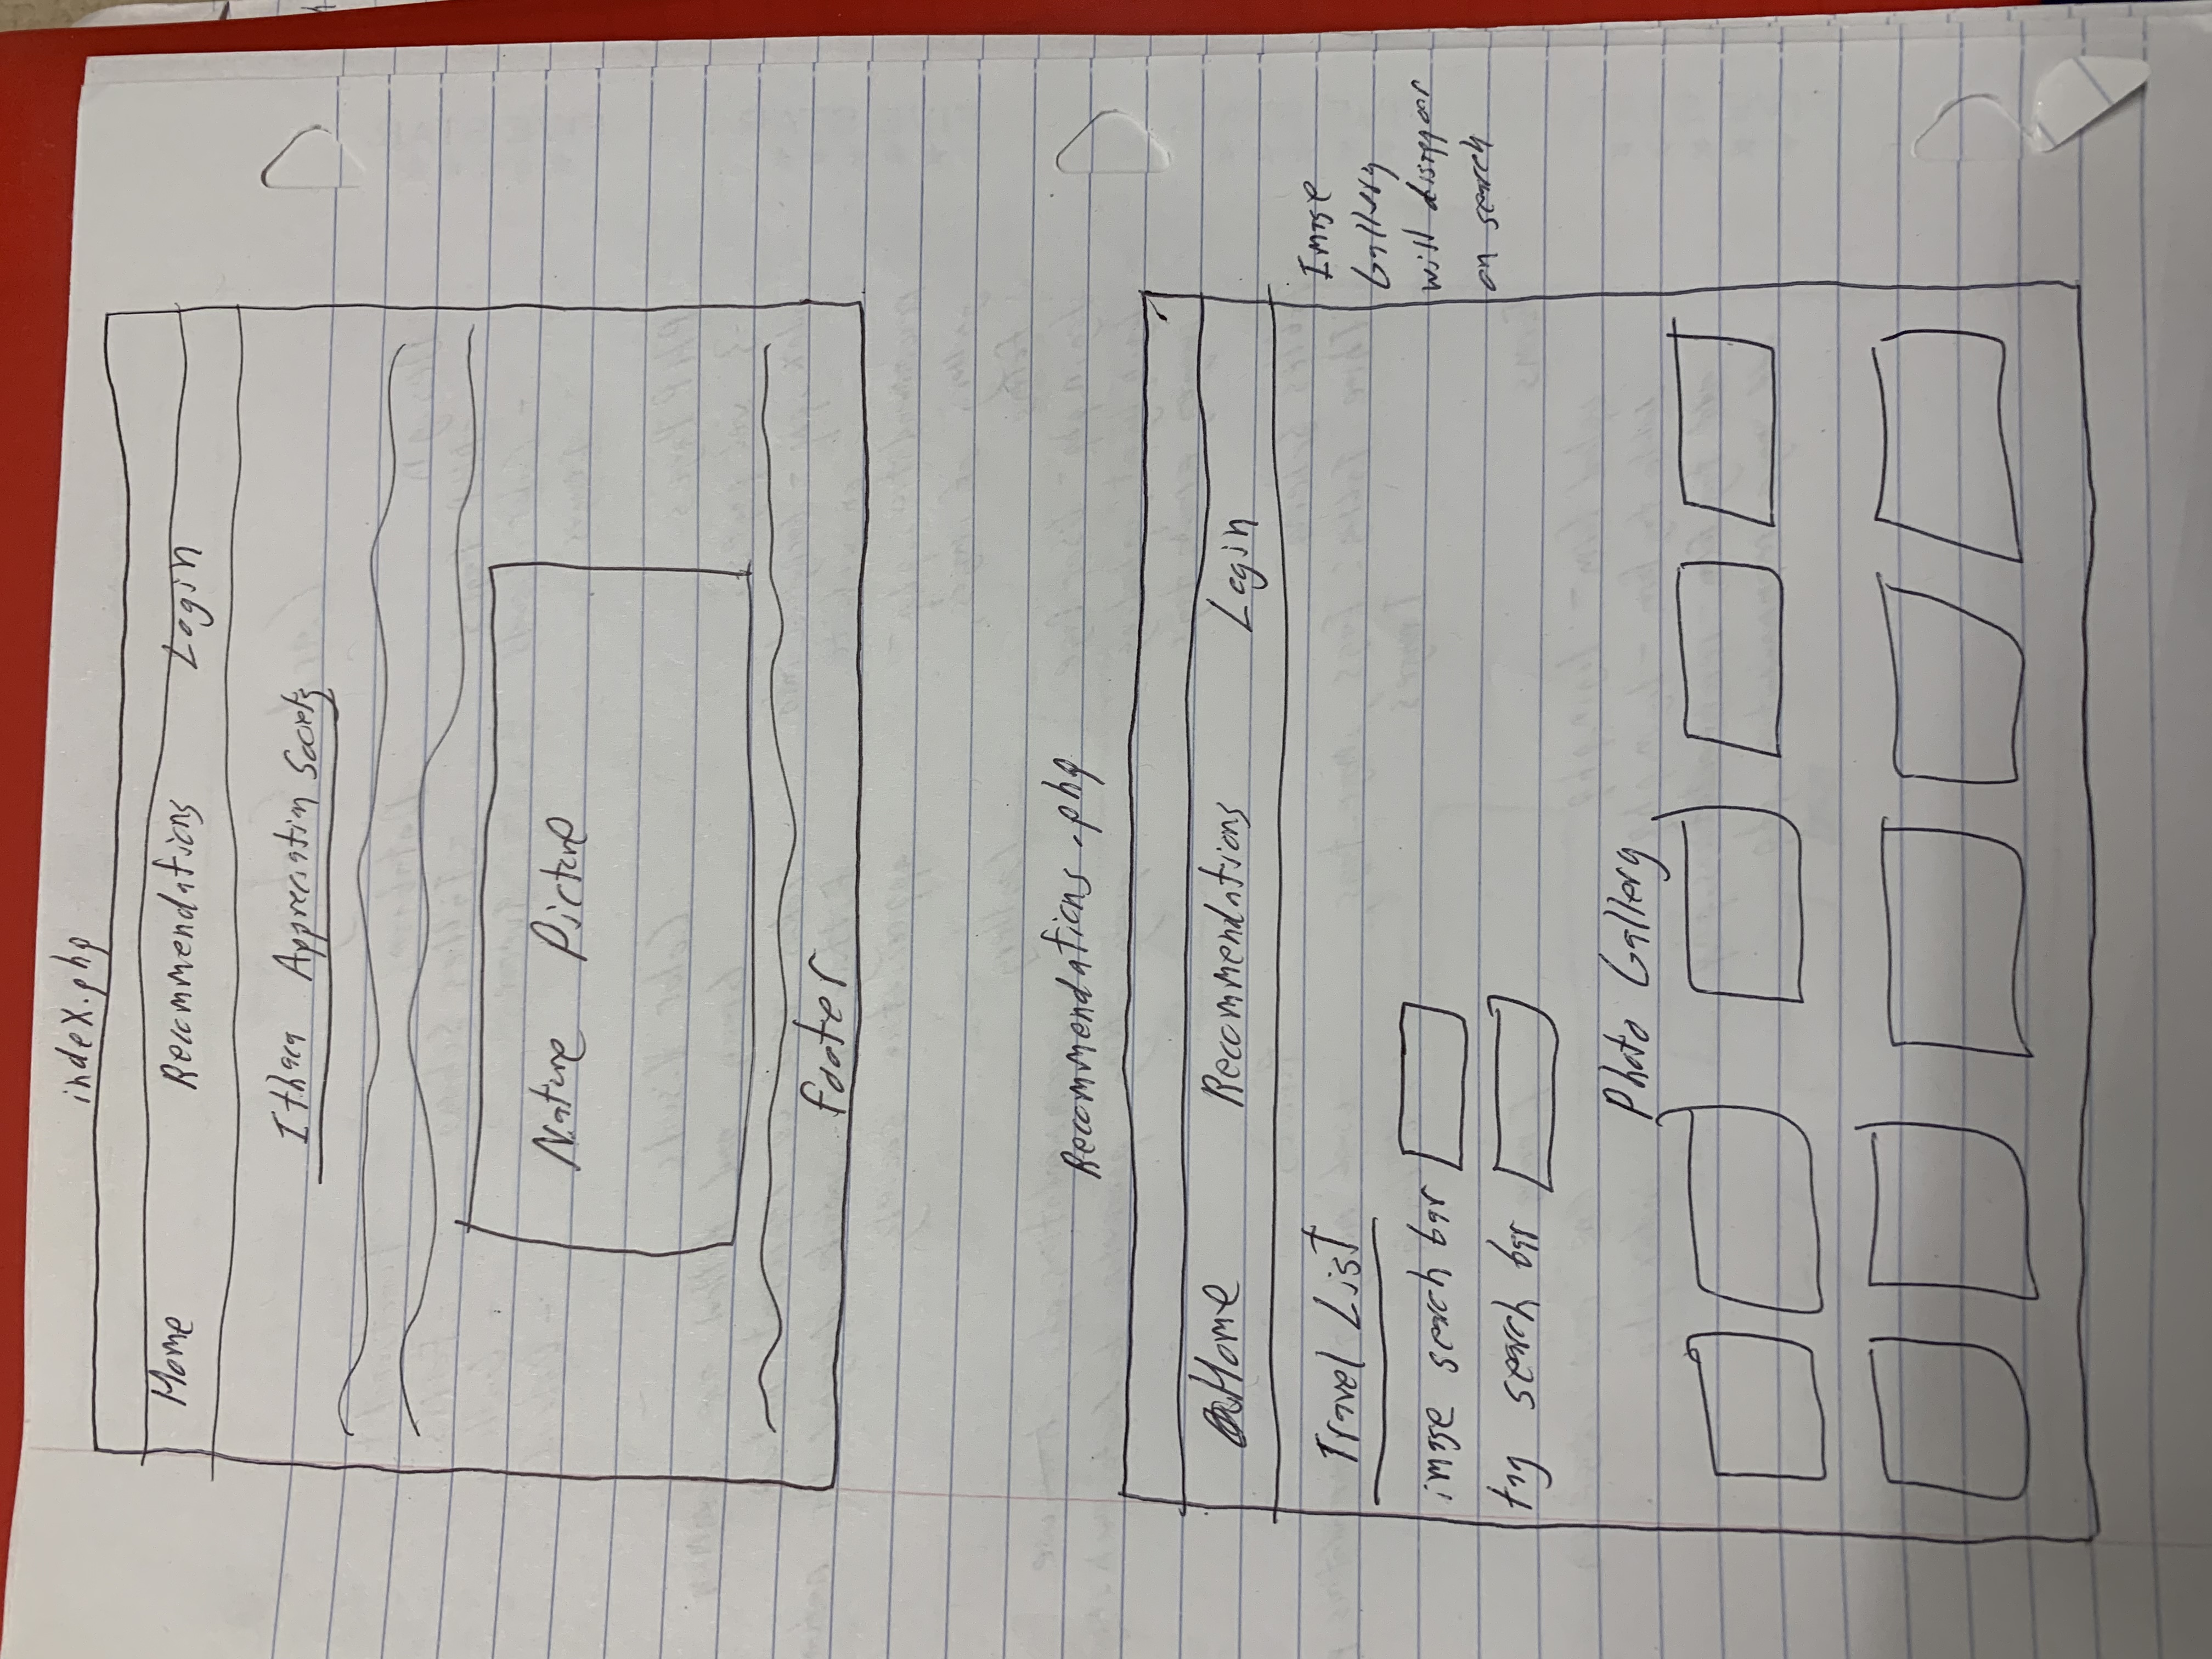 index.php
Home Recommendations Login
Ithaca Appreciation Society
Nature Picture
footer
Recommendations.php
Home Recommendations Login
Travel List
image search bar
tag search bar
Image
Gallery
will disappear
on search
Photo Gallery